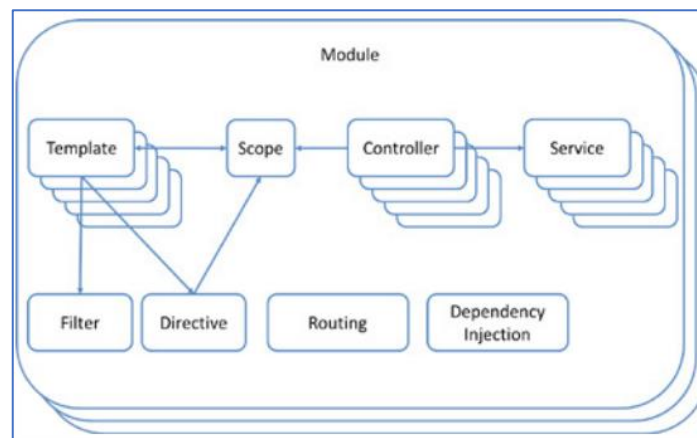 Module
Template
Scope
Controller
Service
Filter
Directive
Routing
Dependency
Injection